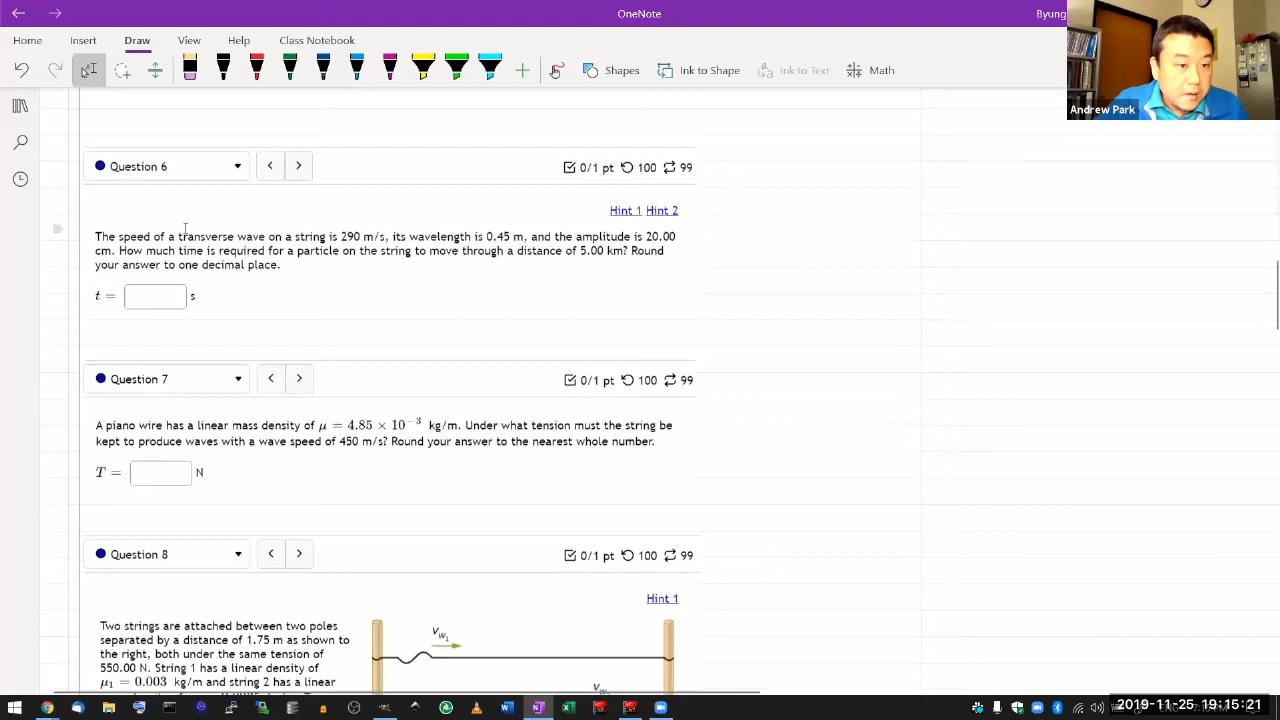 OneNote
Byung
Home Insert Draw View Help Class Notebook
Shapes Ink to Shape Ink to Text Math
Andrew Park
Question 6 0/1 pt 100 99
Hint 1 Hint 2
The speed of a transverse wave on a string is 290 m/s, its wavelength is 0.45 m, and the amplitude is 20.00
cm. How much time is required for a particle on the string to move through a distance of 5.00 km? Round
your answer to one decimal place.
t = s
Question 7 0/1 pt 100 99
A piano wire has a linear mass density of μ = 4.85 × 10⁻³ kg/m. Under what tension must the string be
kept to produce waves with a wave speed of 450 m/s? Round your answer to the nearest whole number.
T = N
Question 8 0/1 pt 100 99
Hint 1
Two strings are attached between two poles
separated by a distance of 1.75 m as shown to
the right, both under the same tension of
550.00 N. String 1 has a linear density of
μ₁ = 0.003 kg/m and string 2 has a linear
v_W₁
2019-11-25 19:15:21